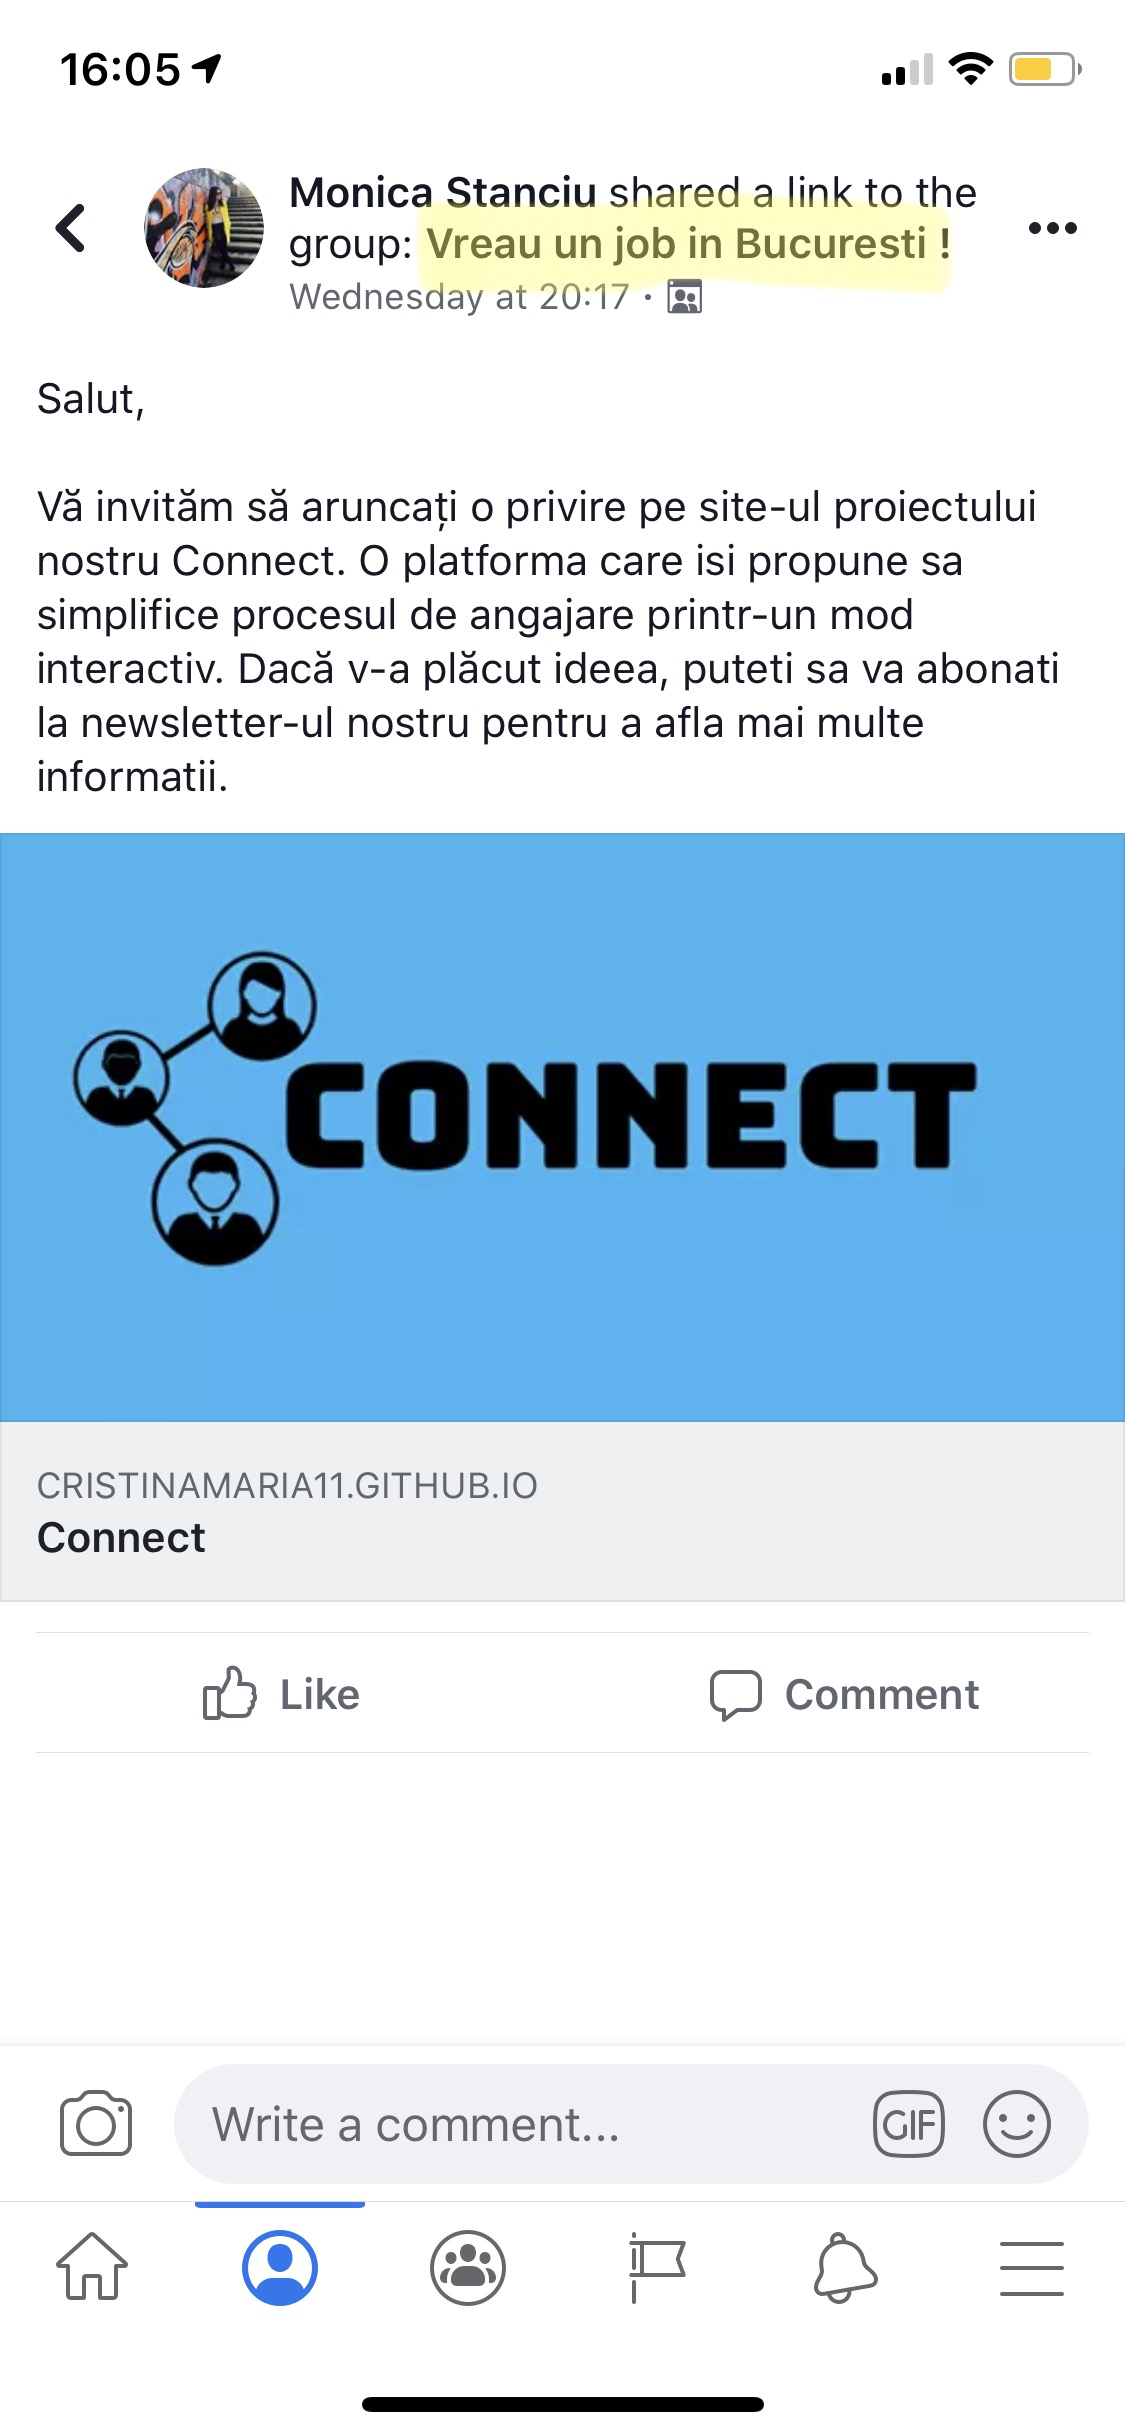 16:05
Monica Stanciu shared a link to the
group: Vreau un job in Bucuresti !
Wednesday at 20:17 ·
Salut,
Vă invităm să aruncați o privire pe site-ul proiectului
nostru Connect. O platforma care isi propune sa
simplifice procesul de angajare printr-un mod
interactiv. Dacă v-a plăcut ideea, puteti sa va abonati
la newsletter-ul nostru pentru a afla mai multe
informatii.
CONNECT
CRISTINAMARIA11.GITHUB.IO
Connect
Like Comment
Write a comment... GIF